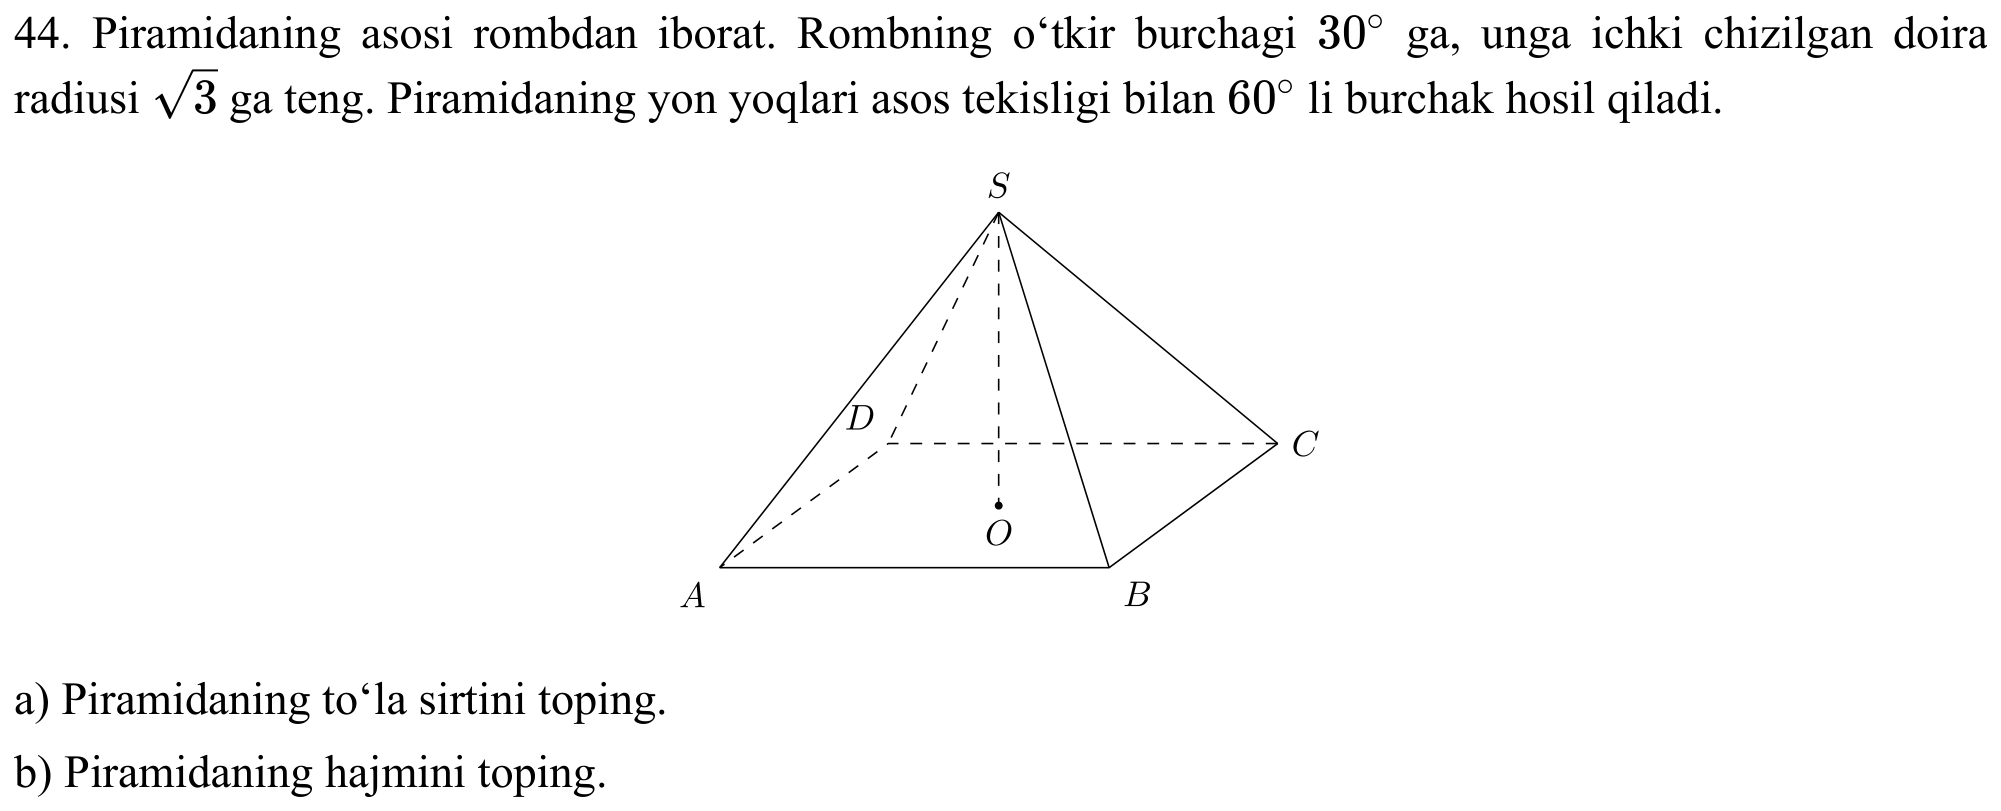 44. Piramidaning asosi rombdan iborat. Rombning o‘tkir burchagi 30° ga, unga ichki chizilgan doira
radiusi √3 ga teng. Piramidaning yon yoqlari asos tekisligi bilan 60° li burchak hosil qiladi.
S
D
C
O
A
B
a) Piramidaning to‘la sirtini toping.
b) Piramidaning hajmini toping.